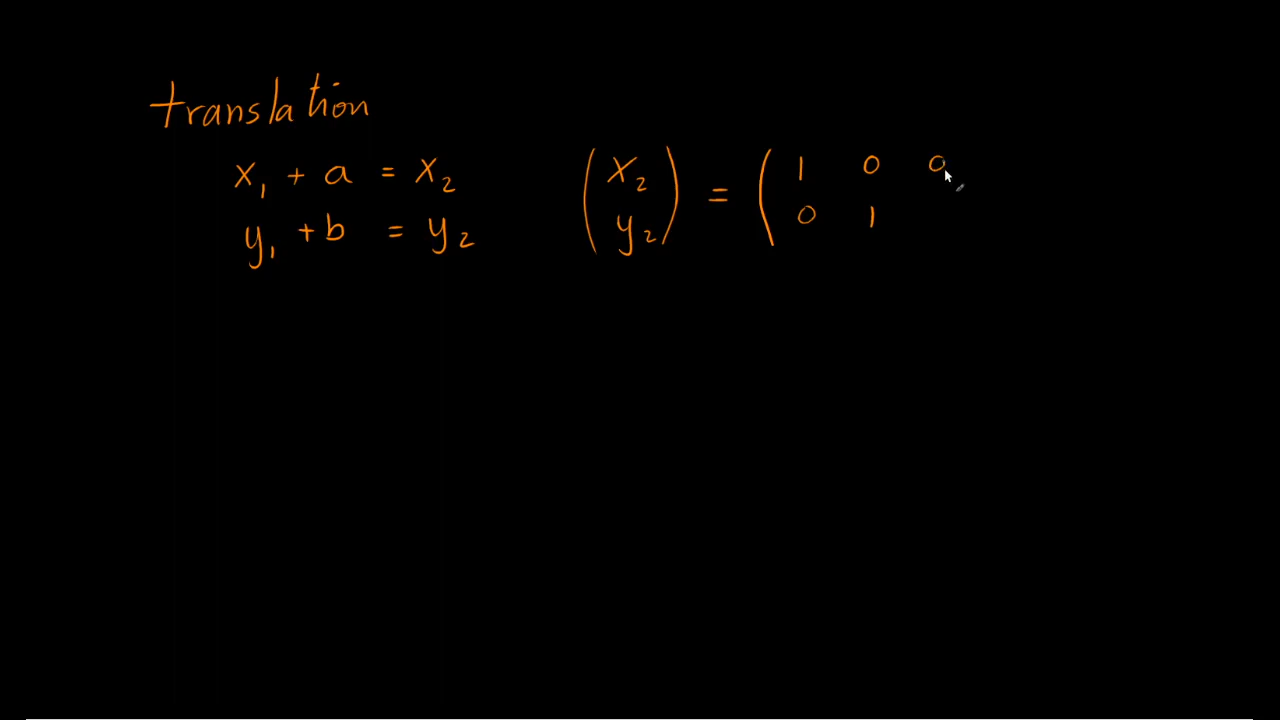 translation
x₁ + a = x₂
y₁ + b = y₂
(x₂ y₂) = (1 0 0
0 1